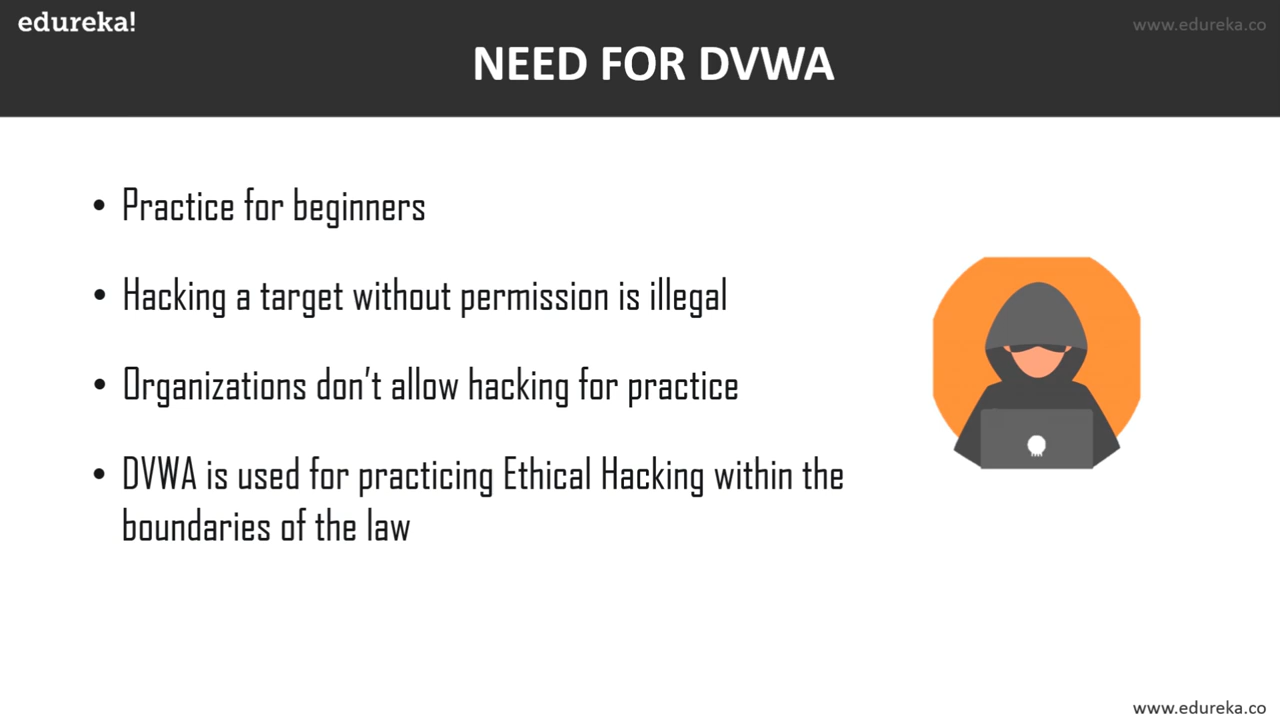 edureka!
www.edureka.co
NEED FOR DVWA
• Practice for beginners
• Hacking a target without permission is illegal
• Organizations don't allow hacking for practice
• DVWA is used for practicing Ethical Hacking within the
boundaries of the law
www.edureka.co